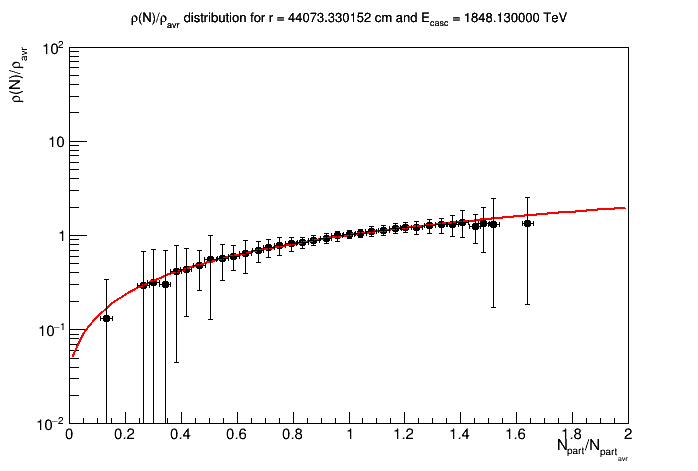 ρ(N)/ρavr distribution for r = 44073.330152 cm and Ecasc = 1848.130000 TeV
ρ(N)/ρavr
10²
10
1
10⁻¹
10⁻²
0 0.2 0.4 0.6 0.8 1 1.2 1.4 1.6 1.8 2
Npart/Npartavr